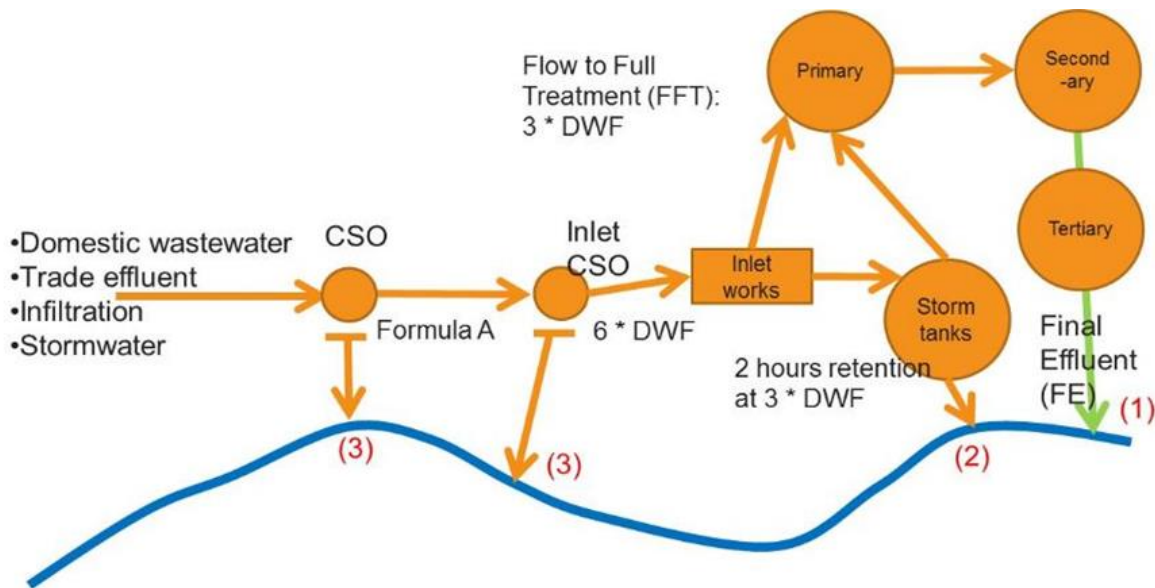 Flow to Full
Treatment (FFT):
3 * DWF
Primary
Second
-ary
Tertiary
•Domestic wastewater
•Trade effluent
•Infiltration
•Stormwater
CSO
Formula A
Inlet
CSO
6 * DWF
Inlet
works
Storm
tanks
2 hours retention
at 3 * DWF
Final
Effluent
(FE)
(1)
(2)
(3)
(3)